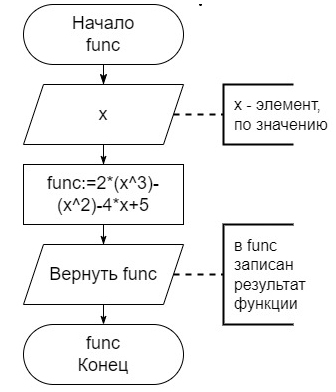 Начало
func
x
x - элемент,
по значению
func:=2*(x^3)-
(x^2)-4*x+5
Вернуть func
в func
записан
результат
функции
func
Конец